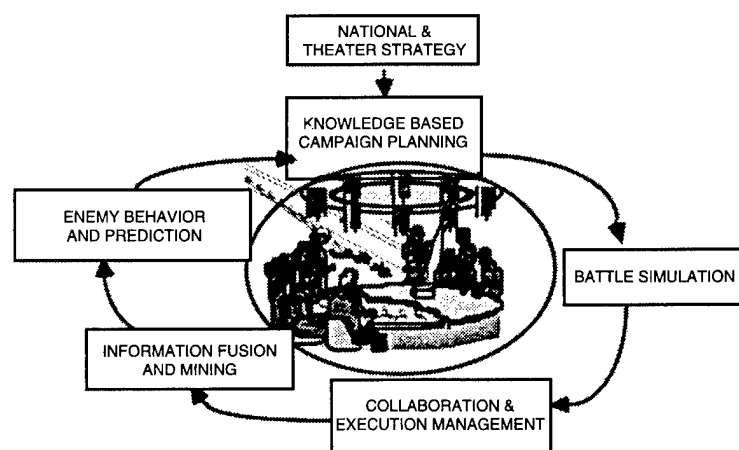 NATIONAL &
THEATER STRATEGY
KNOWLEDGE BASED
CAMPAIGN PLANNING
ENEMY BEHAVIOR
AND PREDICTION
BATTLE SIMULATION
INFORMATION FUSION
AND MINING
COLLABORATION &
EXECUTION MANAGEMENT